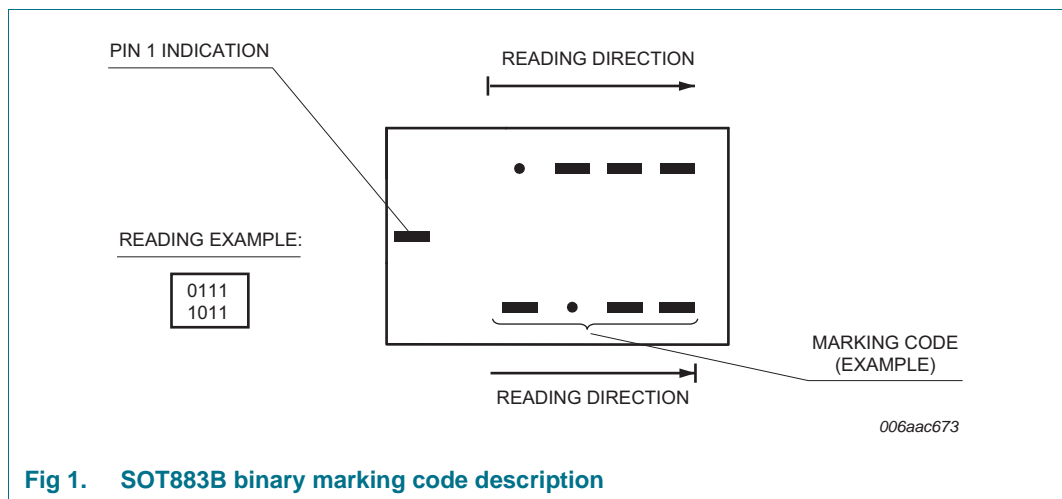 PIN 1 INDICATION
READING DIRECTION
READING EXAMPLE:
0111
1011
MARKING CODE
(EXAMPLE)
READING DIRECTION
006aac673
Fig 1. SOT883B binary marking code description